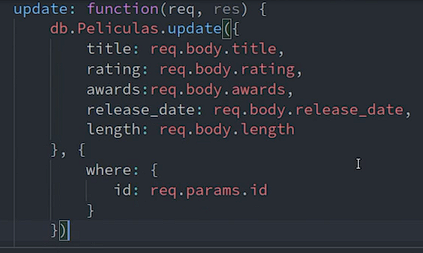 update: function(req, res) {
    db.Peliculas.update({
        title: req.body.title,
        rating: req.body.rating,
        awards:req.body.awards,
        release_date: req.body.release_date,
        length: req.body.length
    }, {
        where: {
            id: req.params.id
        }
    })